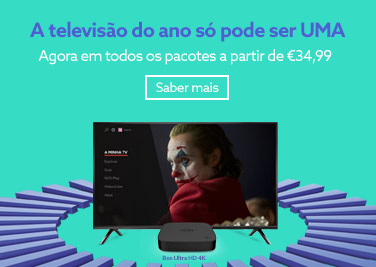 A televisão do ano só pode ser UMA
Agora em todos os pacotes a partir de €34,99
Saber mais
A MINHA TV
Box Ultra HD 4K